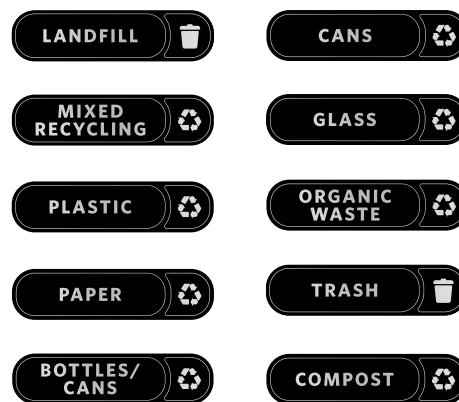 LANDFILL
MIXED
RECYCLING
PLASTIC
PAPER
BOTTLES/
CANS
CANS
GLASS
ORGANIC
WASTE
TRASH
COMPOST